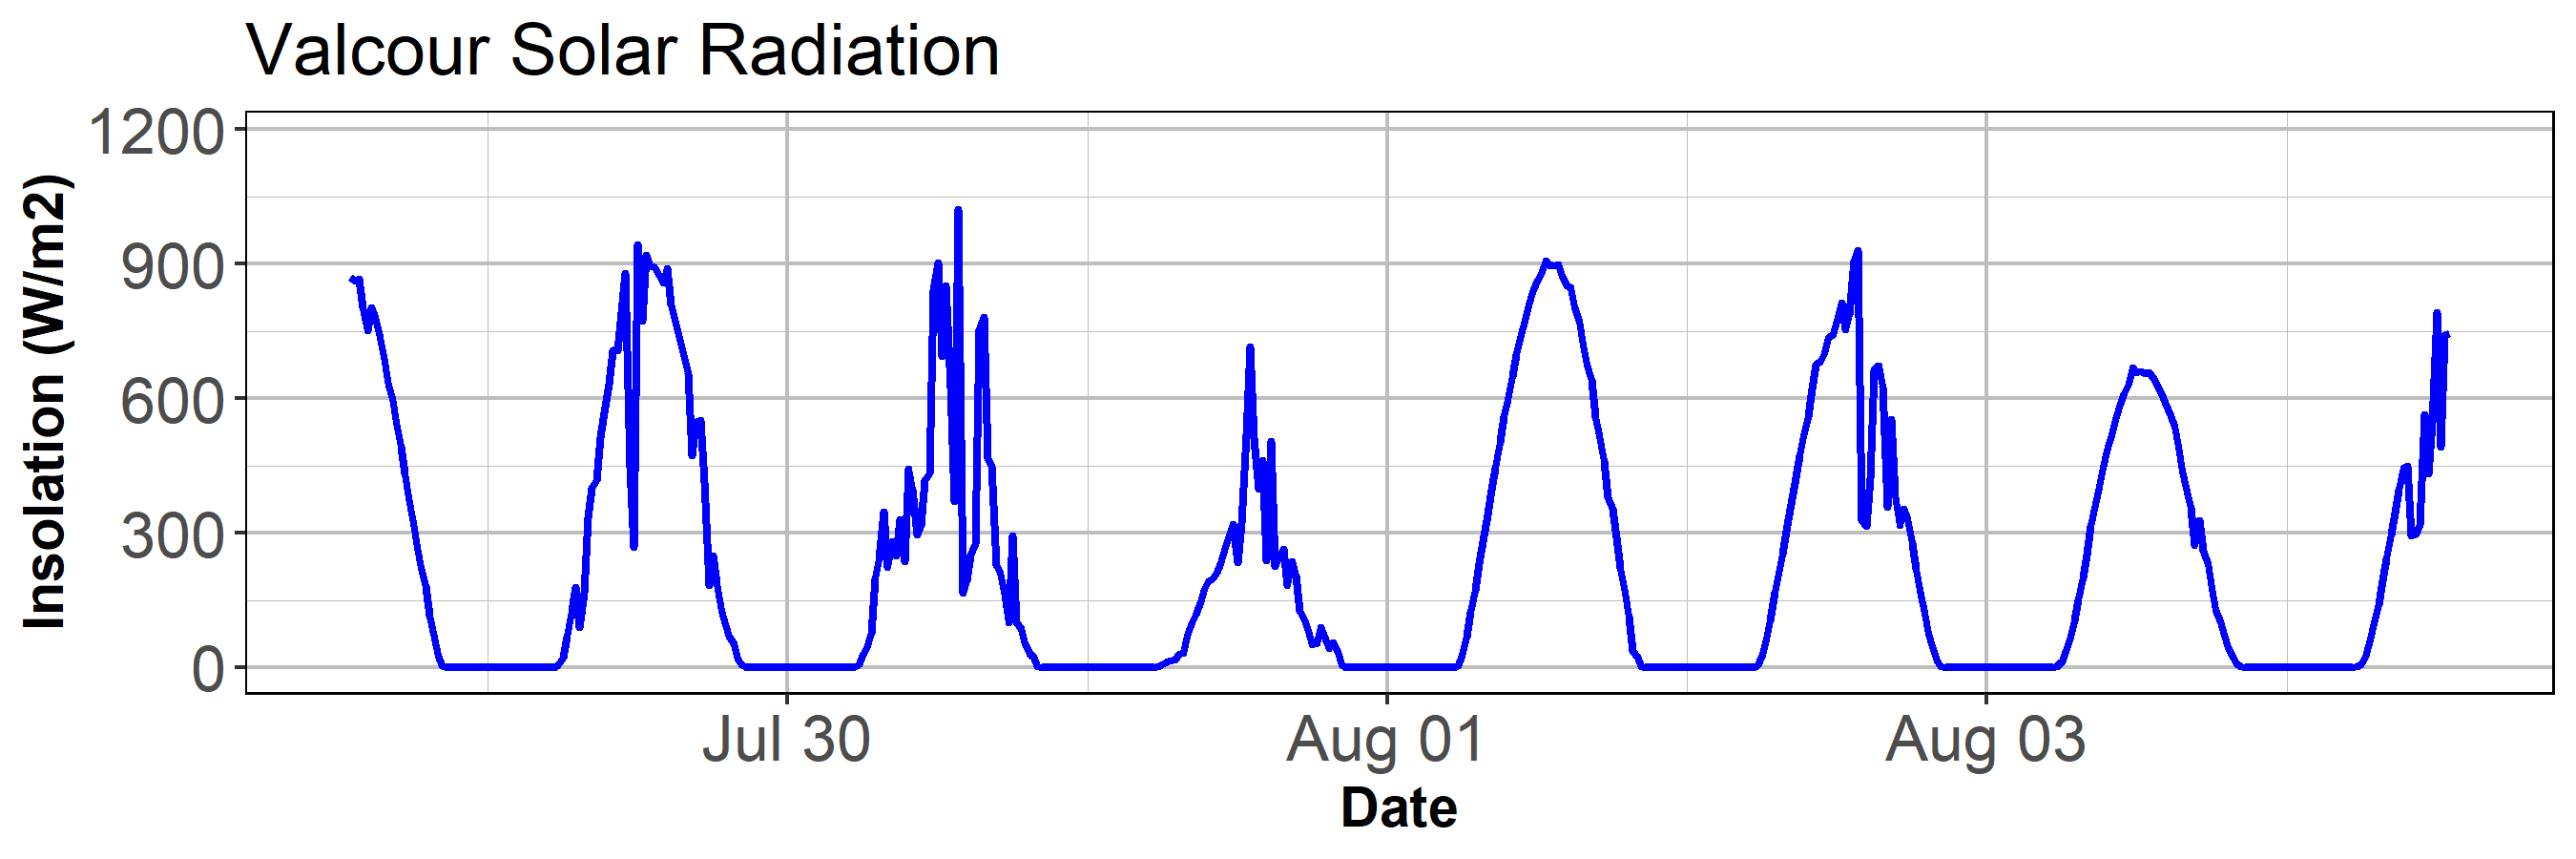 Valcour Solar Radiation
1200
900
600
300
0
Insolation (W/m2)
Jul 30 Aug 01 Aug 03
Date